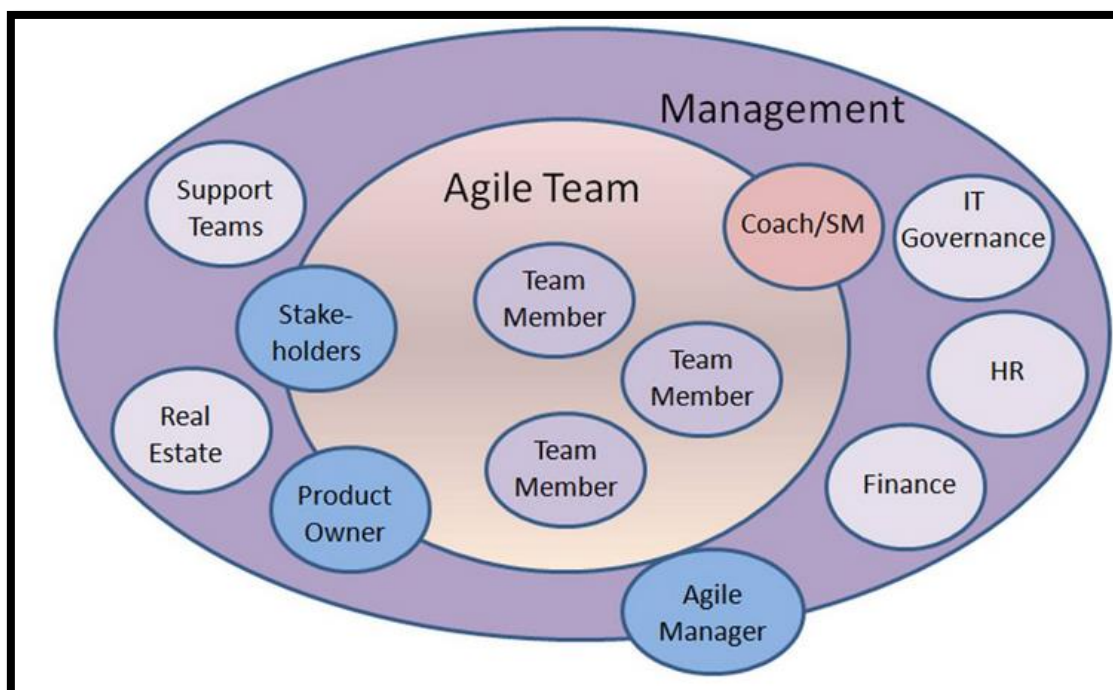 Management
Agile Team
Support
Teams
Coach/SM
IT
Governance
Stake-
holders
Team
Member
Team
Member
HR
Real
Estate
Team
Member
Product
Owner
Finance
Agile
Manager